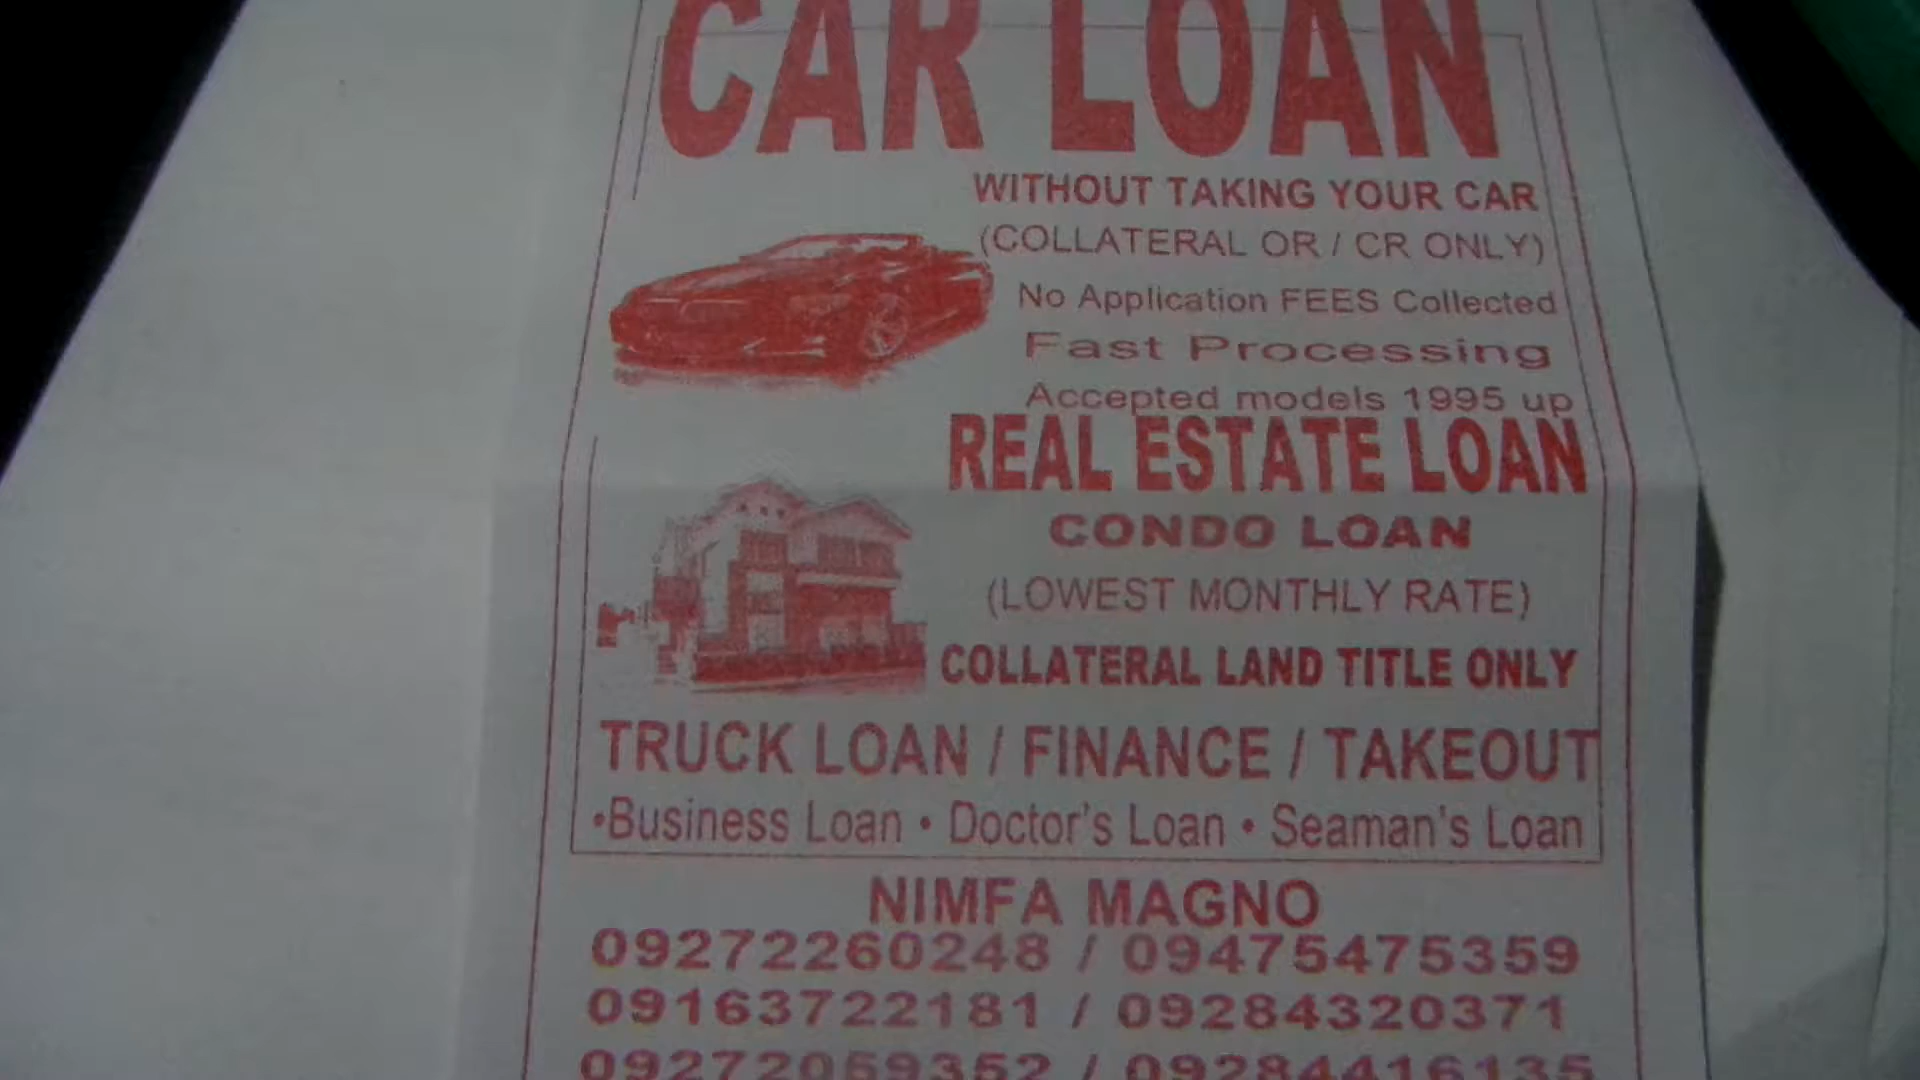 CAR LOAN
WITHOUT TAKING YOUR CAR
(COLLATERAL OR / CR ONLY)
No Application FEES Collected
Fast Processing
Accepted models 1995 up
REAL ESTATE LOAN
CONDO LOAN
(LOWEST MONTHLY RATE)
COLLATERAL LAND TITLE ONLY
TRUCK LOAN / FINANCE / TAKEOUT
•Business Loan • Doctor's Loan • Seaman's Loan
NIMFA MAGNO
09272260248 / 09475475359
09163722181 / 09284320371
09272059352 / 09284416135